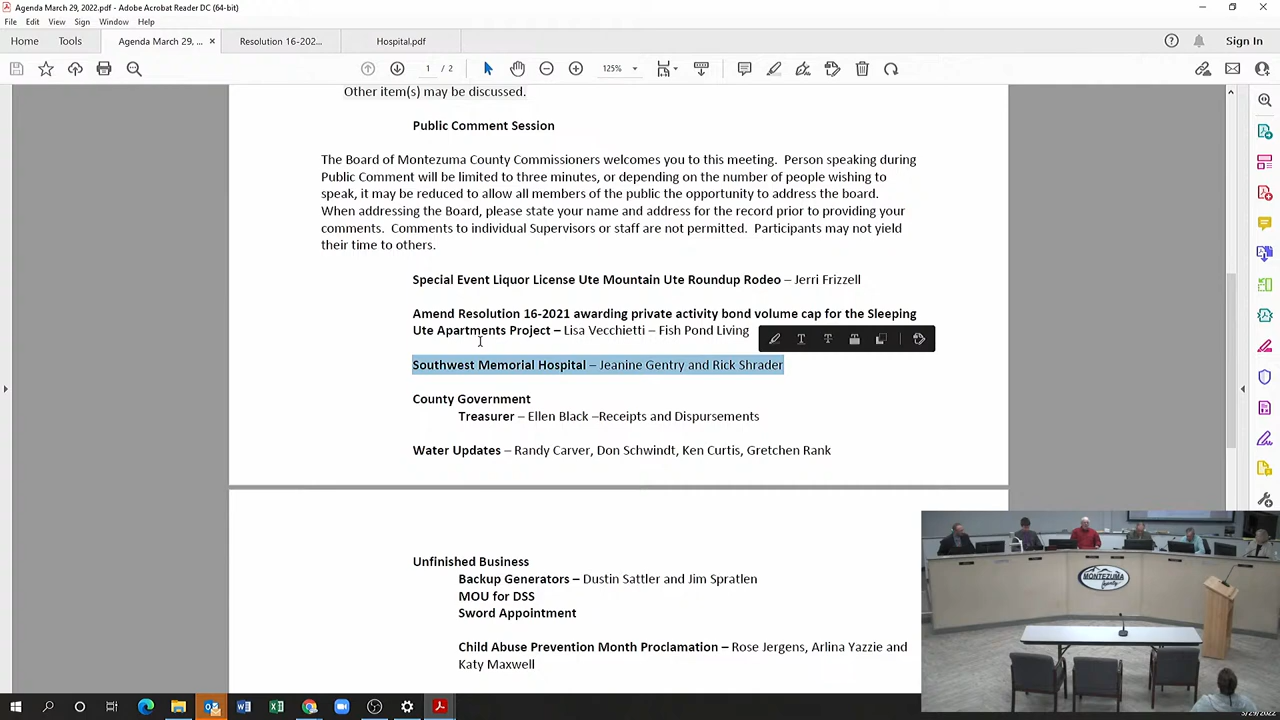 Agenda March 29, 2022.pdf - Adobe Acrobat Reader DC (64-bit)
File Edit View Sign Window Help
Home Tools Agenda March 29, ... × Resolution 16-202... Hospital.pdf Sign In
1 / 2 125%
Other item(s) may be discussed.
Public Comment Session
The Board of Montezuma County Commissioners welcomes you to this meeting. Person speaking during
Public Comment will be limited to three minutes, or depending on the number of people wishing to
speak, it may be reduced to allow all members of the public the opportunity to address the board.
When addressing the Board, please state your name and address for the record prior to providing your
comments. Comments to individual Supervisors or staff are not permitted. Participants may not yield
their time to others.
Special Event Liquor License Ute Mountain Ute Roundup Rodeo – Jerri Frizzell
Amend Resolution 16-2021 awarding private activity bond volume cap for the Sleeping
Ute Apartments Project – Lisa Vecchietti – Fish Pond Living
Southwest Memorial Hospital – Jeanine Gentry and Rick Shrader
County Government
Treasurer – Ellen Black –Receipts and Dispursements
Water Updates – Randy Carver, Don Schwindt, Ken Curtis, Gretchen Rank
Unfinished Business
Backup Generators – Dustin Sattler and Jim Spratlen
MOU for DSS
Sword Appointment
Child Abuse Prevention Month Proclamation – Rose Jergens, Arlina Yazzie and
Katy Maxwell
MONTEZUMA
County
3/29/2022